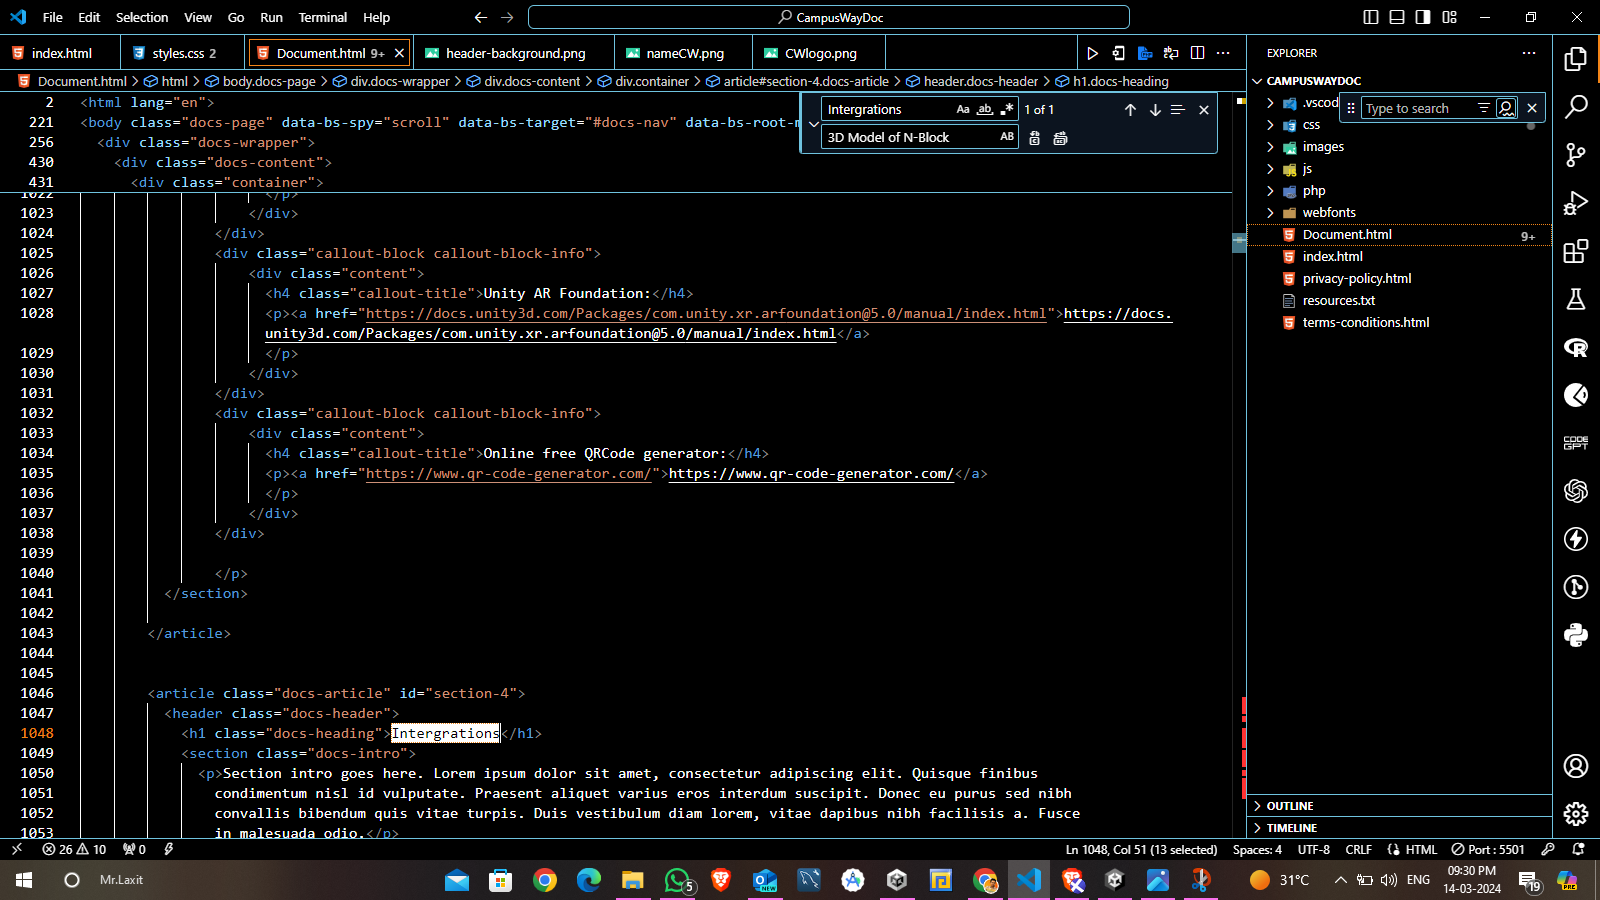 File Edit Selection View Go Run Terminal Help
CampusWayDoc
index.html
styles.css 2
Document.html 9+
header-background.png
nameCW.png
CWlogo.png
Document.html > html > body.docs-page > div.docs-wrapper > div.docs-content > div.container > article#section-4.docs-article > header.docs-header > h1.docs-heading
Intergrations Aa ab .* 1 of 1
3D Model of N-Block AB
2 <html lang="en">
221 <body class="docs-page" data-bs-spy="scroll" data-bs-target="#docs-nav" data-bs-root-m
256 <div class="docs-wrapper">
430 <div class="docs-content">
431 <div class="container">
1022 </p>
1023 </div>
1024 </div>
1025 <div class="callout-block callout-block-info">
1026 <div class="content">
1027 <h4 class="callout-title">Unity AR Foundation:</h4>
1028 <p><a href="https://docs.unity3d.com/Packages/com.unity.xr.arfoundation@5.0/manual/index.html">https://docs.
unity3d.com/Packages/com.unity.xr.arfoundation@5.0/manual/index.html</a>
1029 </p>
1030 </div>
1031 </div>
1032 <div class="callout-block callout-block-info">
1033 <div class="content">
1034 <h4 class="callout-title">Online free QRCode generator:</h4>
1035 <p><a href="https://www.qr-code-generator.com/">https://www.qr-code-generator.com/</a>
1036 </p>
1037 </div>
1038 </div>
1039
1040 </p>
1041 </section>
1042
1043 </article>
1044
1045
1046 <article class="docs-article" id="section-4">
1047 <header class="docs-header">
1048 <h1 class="docs-heading">Intergrations</h1>
1049 <section class="docs-intro">
1050 <p>Section intro goes here. Lorem ipsum dolor sit amet, consectetur adipiscing elit. Quisque finibus
1051 condimentum nisl id vulputate. Praesent aliquet varius eros interdum suscipit. Donec eu purus sed nibh
1052 convallis bibendum quis vitae turpis. Duis vestibulum diam lorem, vitae dapibus nibh facilisis a. Fusce
1053 in malesuada odio.</p>
EXPLORER
CAMPUSWAYDOC
.vscod
Type to search
css
images
js
php
webfonts
Document.html 9+
index.html
privacy-policy.html
resources.txt
terms-conditions.html
OUTLINE
TIMELINE
CODE
GPT
26 10 0
Ln 1048, Col 51 (13 selected) Spaces: 4 UTF-8 CRLF HTML Port : 5501
Mr.Laxit
5
NEW
31°C
ENG
09:30 PM
14-03-2024
19
PRE